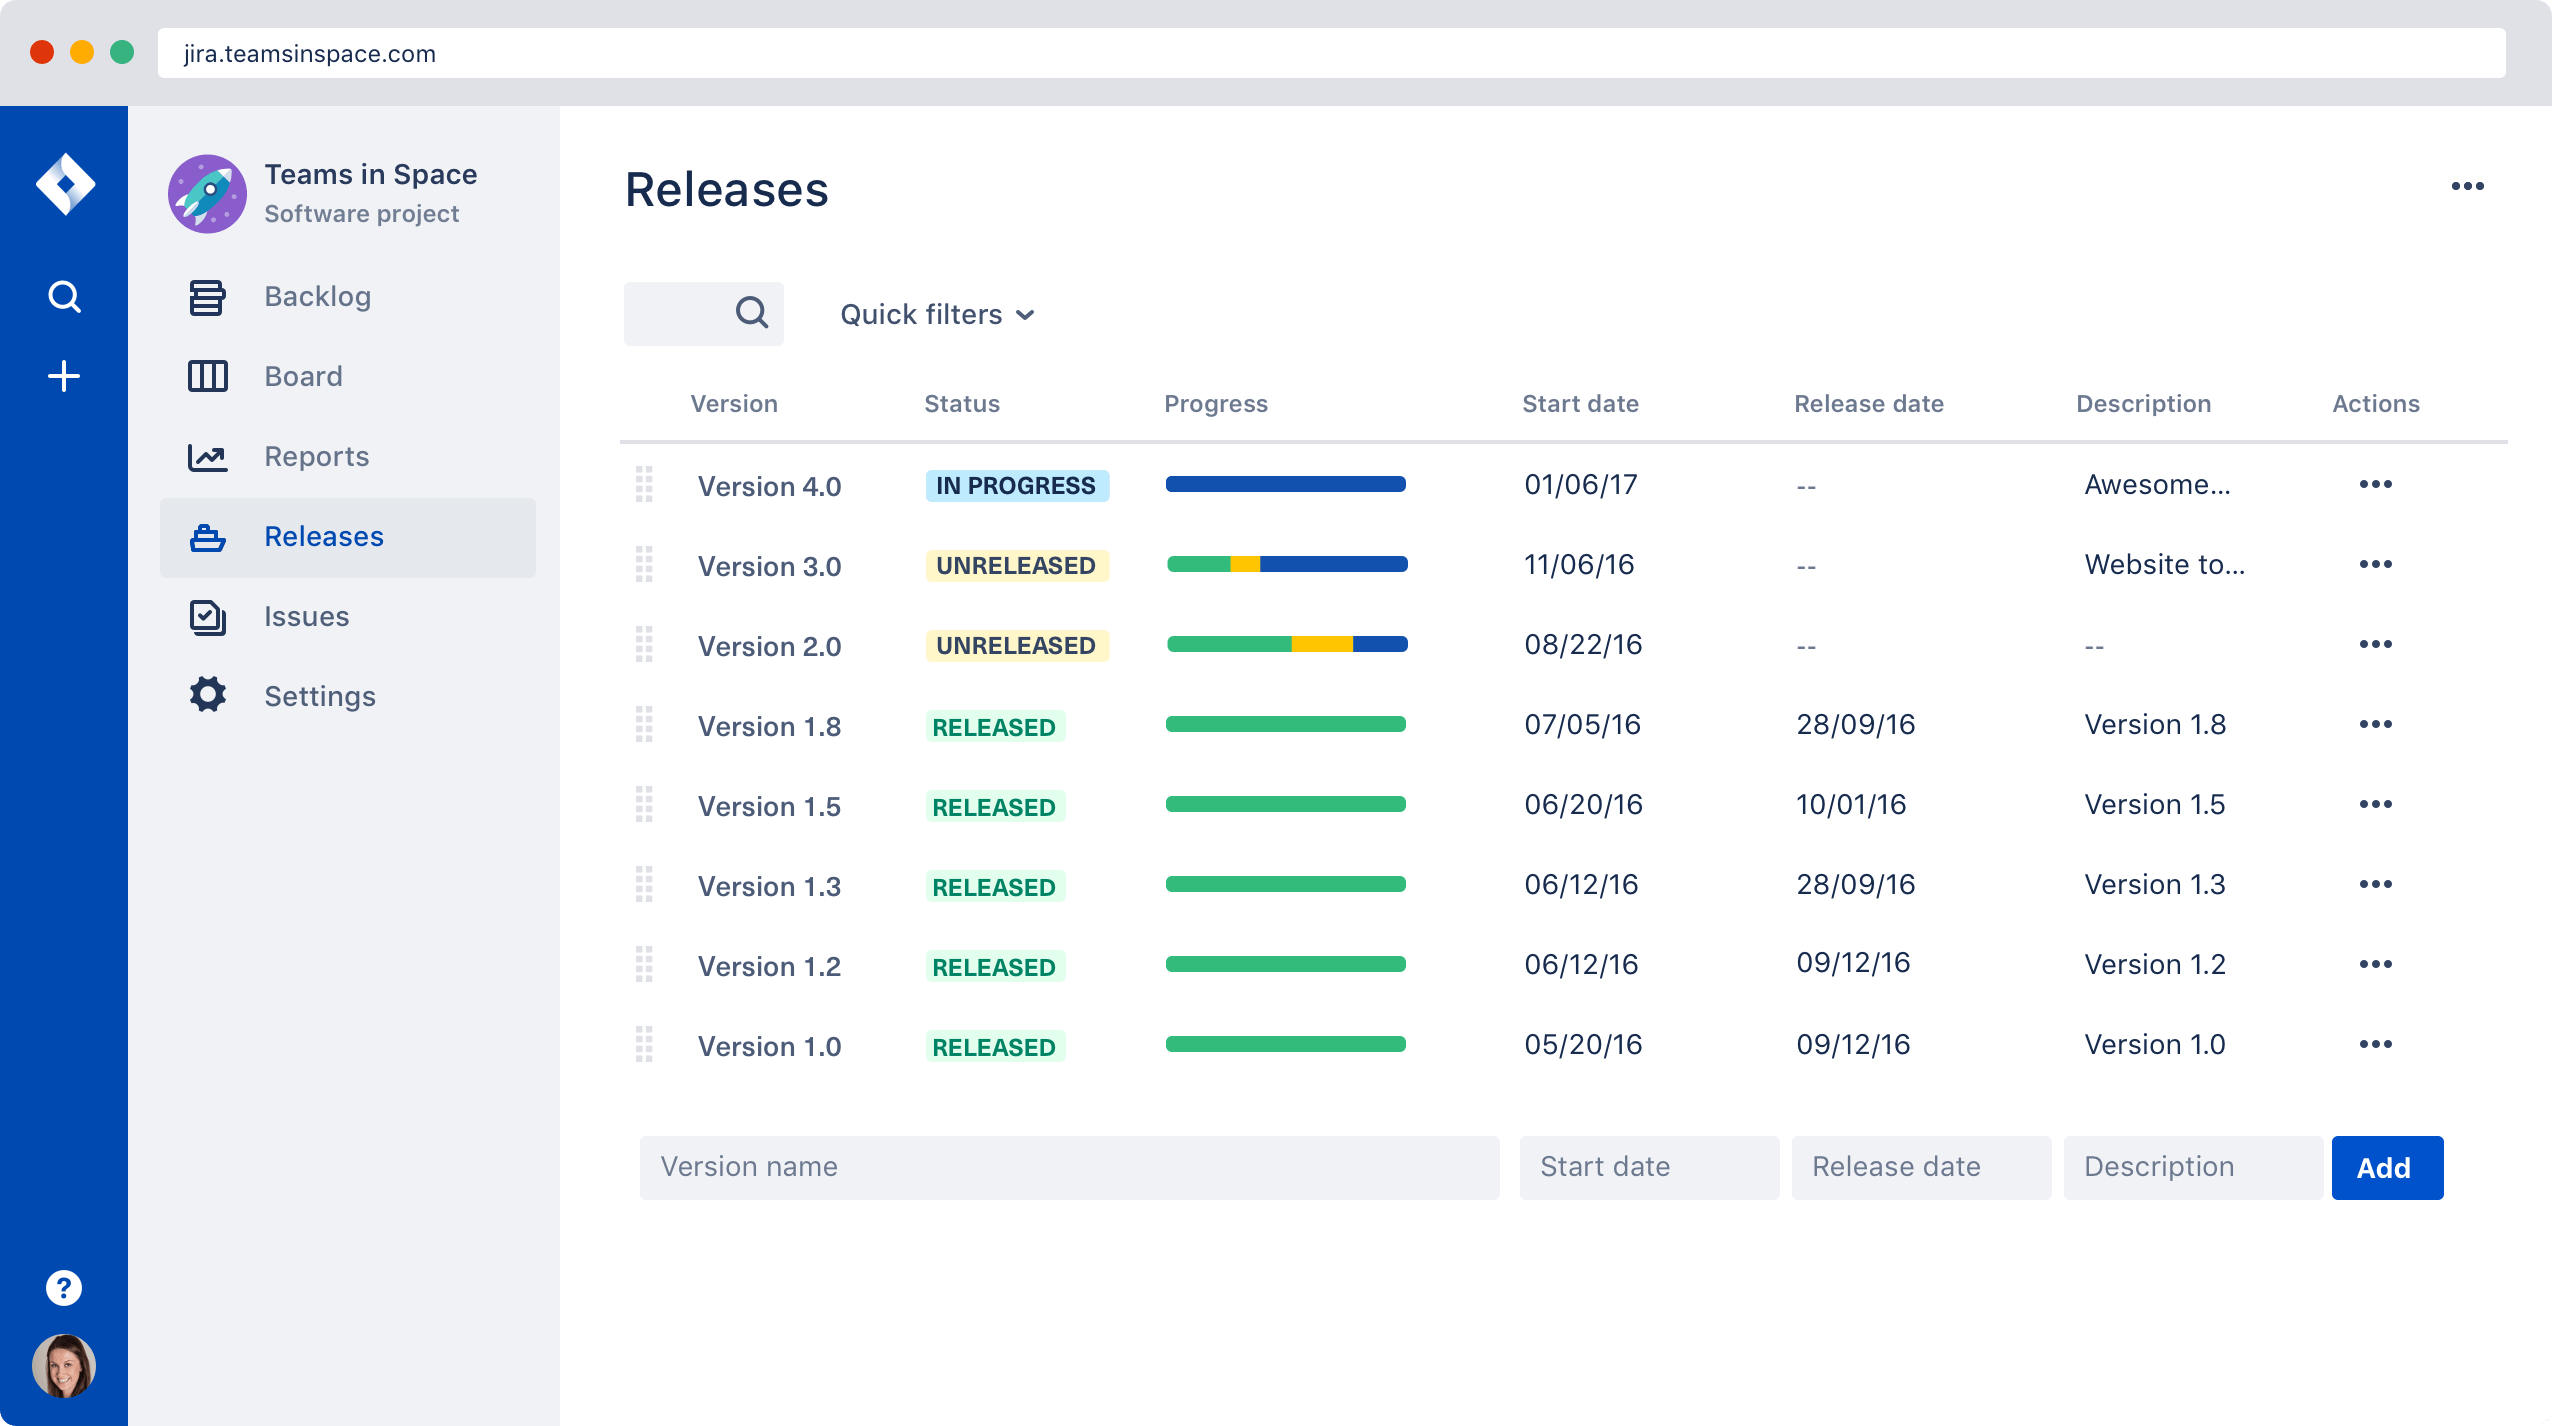 jira.teamsinspace.com
Teams in Space
Software project
Backlog
Board
Reports
Releases
Issues
Settings
?
Releases
Quick filters
Version Status Progress Start date Release date Description Actions
Version 4.0 IN PROGRESS 01/06/17 -- Awesome...
Version 3.0 UNRELEASED 11/06/16 -- Website to...
Version 2.0 UNRELEASED 08/22/16 -- --
Version 1.8 RELEASED 07/05/16 28/09/16 Version 1.8
Version 1.5 RELEASED 06/20/16 10/01/16 Version 1.5
Version 1.3 RELEASED 06/12/16 28/09/16 Version 1.3
Version 1.2 RELEASED 06/12/16 09/12/16 Version 1.2
Version 1.0 RELEASED 05/20/16 09/12/16 Version 1.0
Version name Start date Release date Description Add